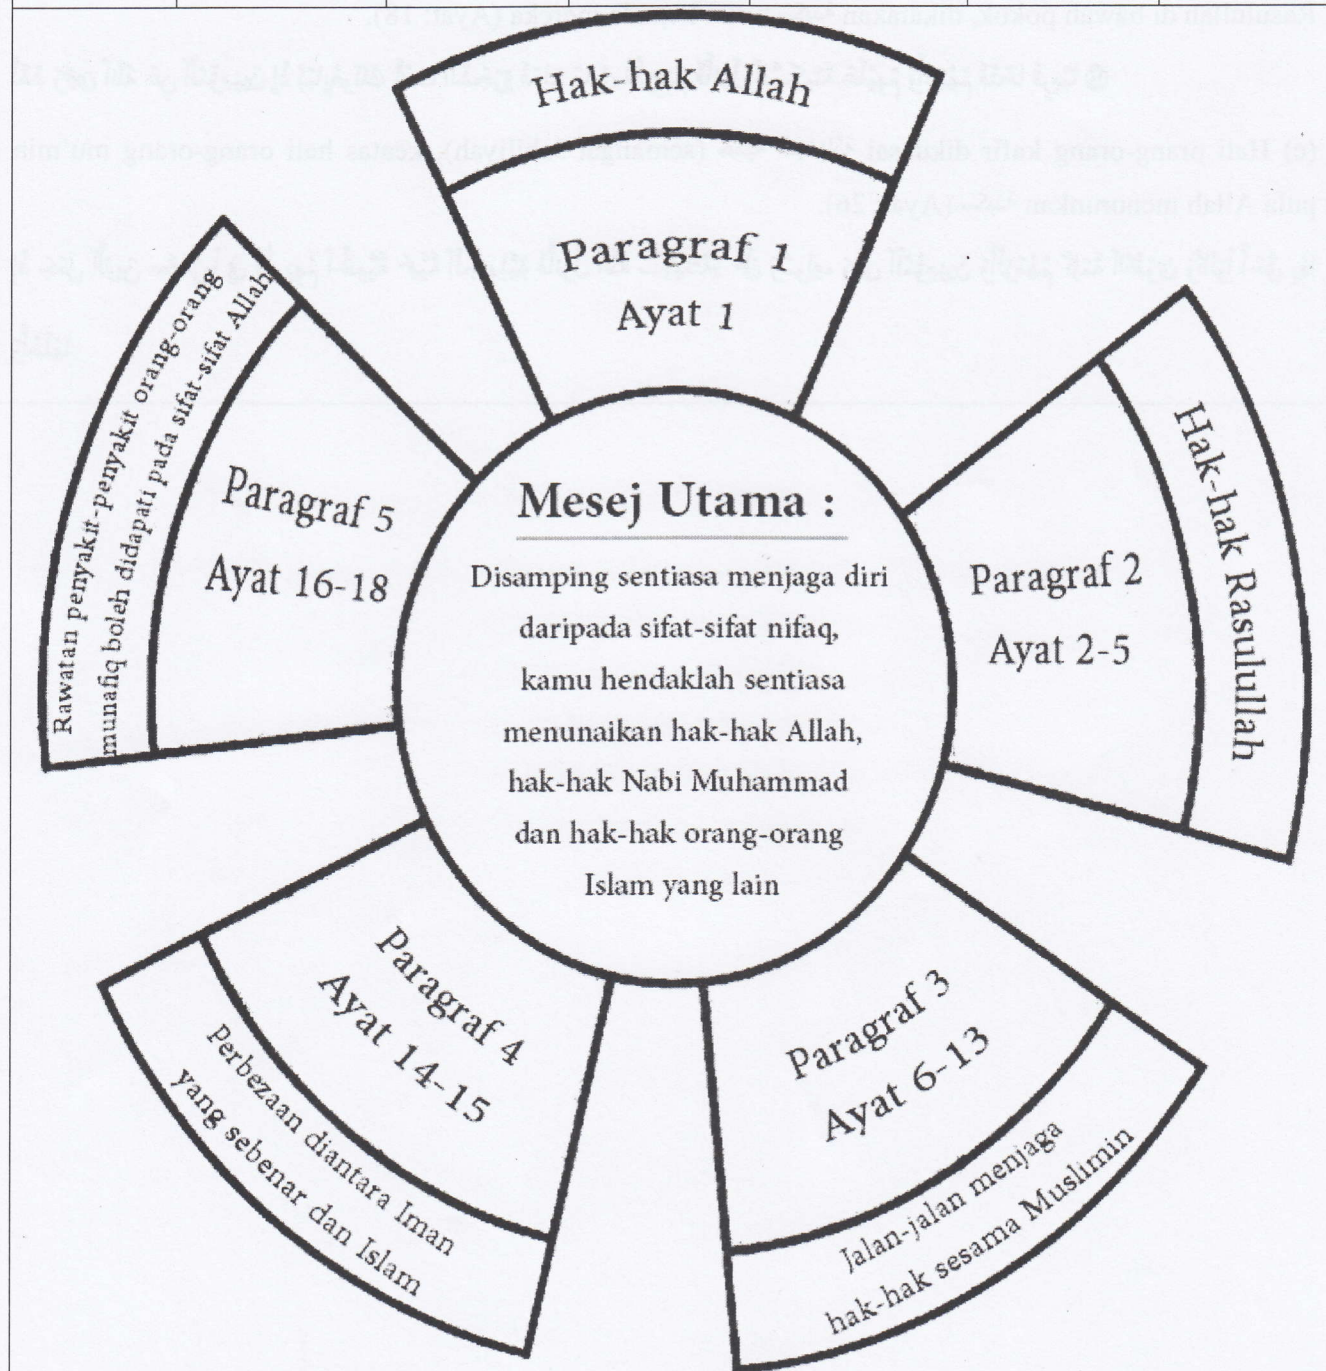 Hak-hak Allah
Paragraf 1
Ayat 1
Hak-hak Rasulullah
Paragraf 2
Ayat 2-5
Paragraf 3
Ayat 6-13
Jalan-jalan menjaga
hak-hak sesama Muslimin
Paragraf 4
Ayat 14-15
Perbezaan diantara Iman
yang sebenar dan Islam
Rawatan penyakit-penyakit orang-orang
munafiq boleh didapati pada sifat-sifat Allah
Paragraf 5
Ayat 16-18
Mesej Utama :
Disamping sentiasa menjaga diri
daripada sifat-sifat nifaq,
kamu hendaklah sentiasa
menunaikan hak-hak Allah,
hak-hak Nabi Muhammad
dan hak-hak orang-orang
Islam yang lain